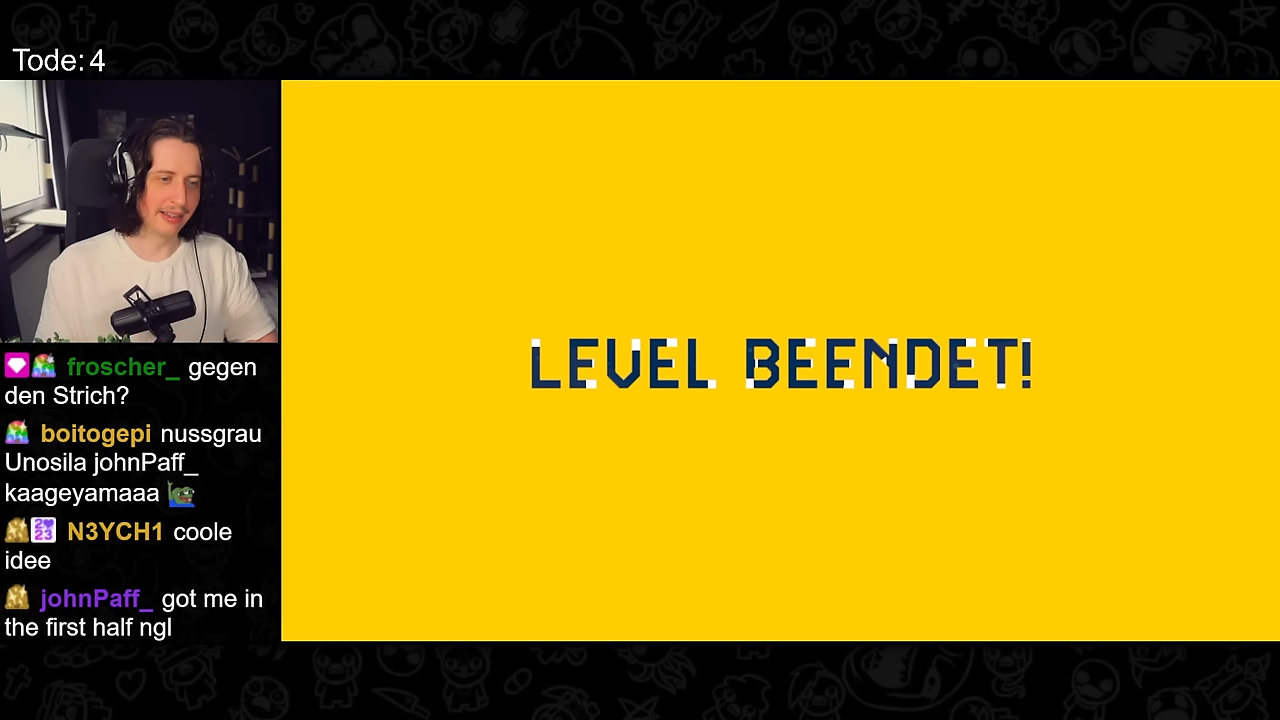 Tode: 4
LEVEL BEENDET!
froscher_ gegen
den Strich?
boitogepi nussgrau
Unosila johnPaff_
kaageyamaaa
2023 N3YCH1 coole
idee
johnPaff_ got me in
the first half ngl